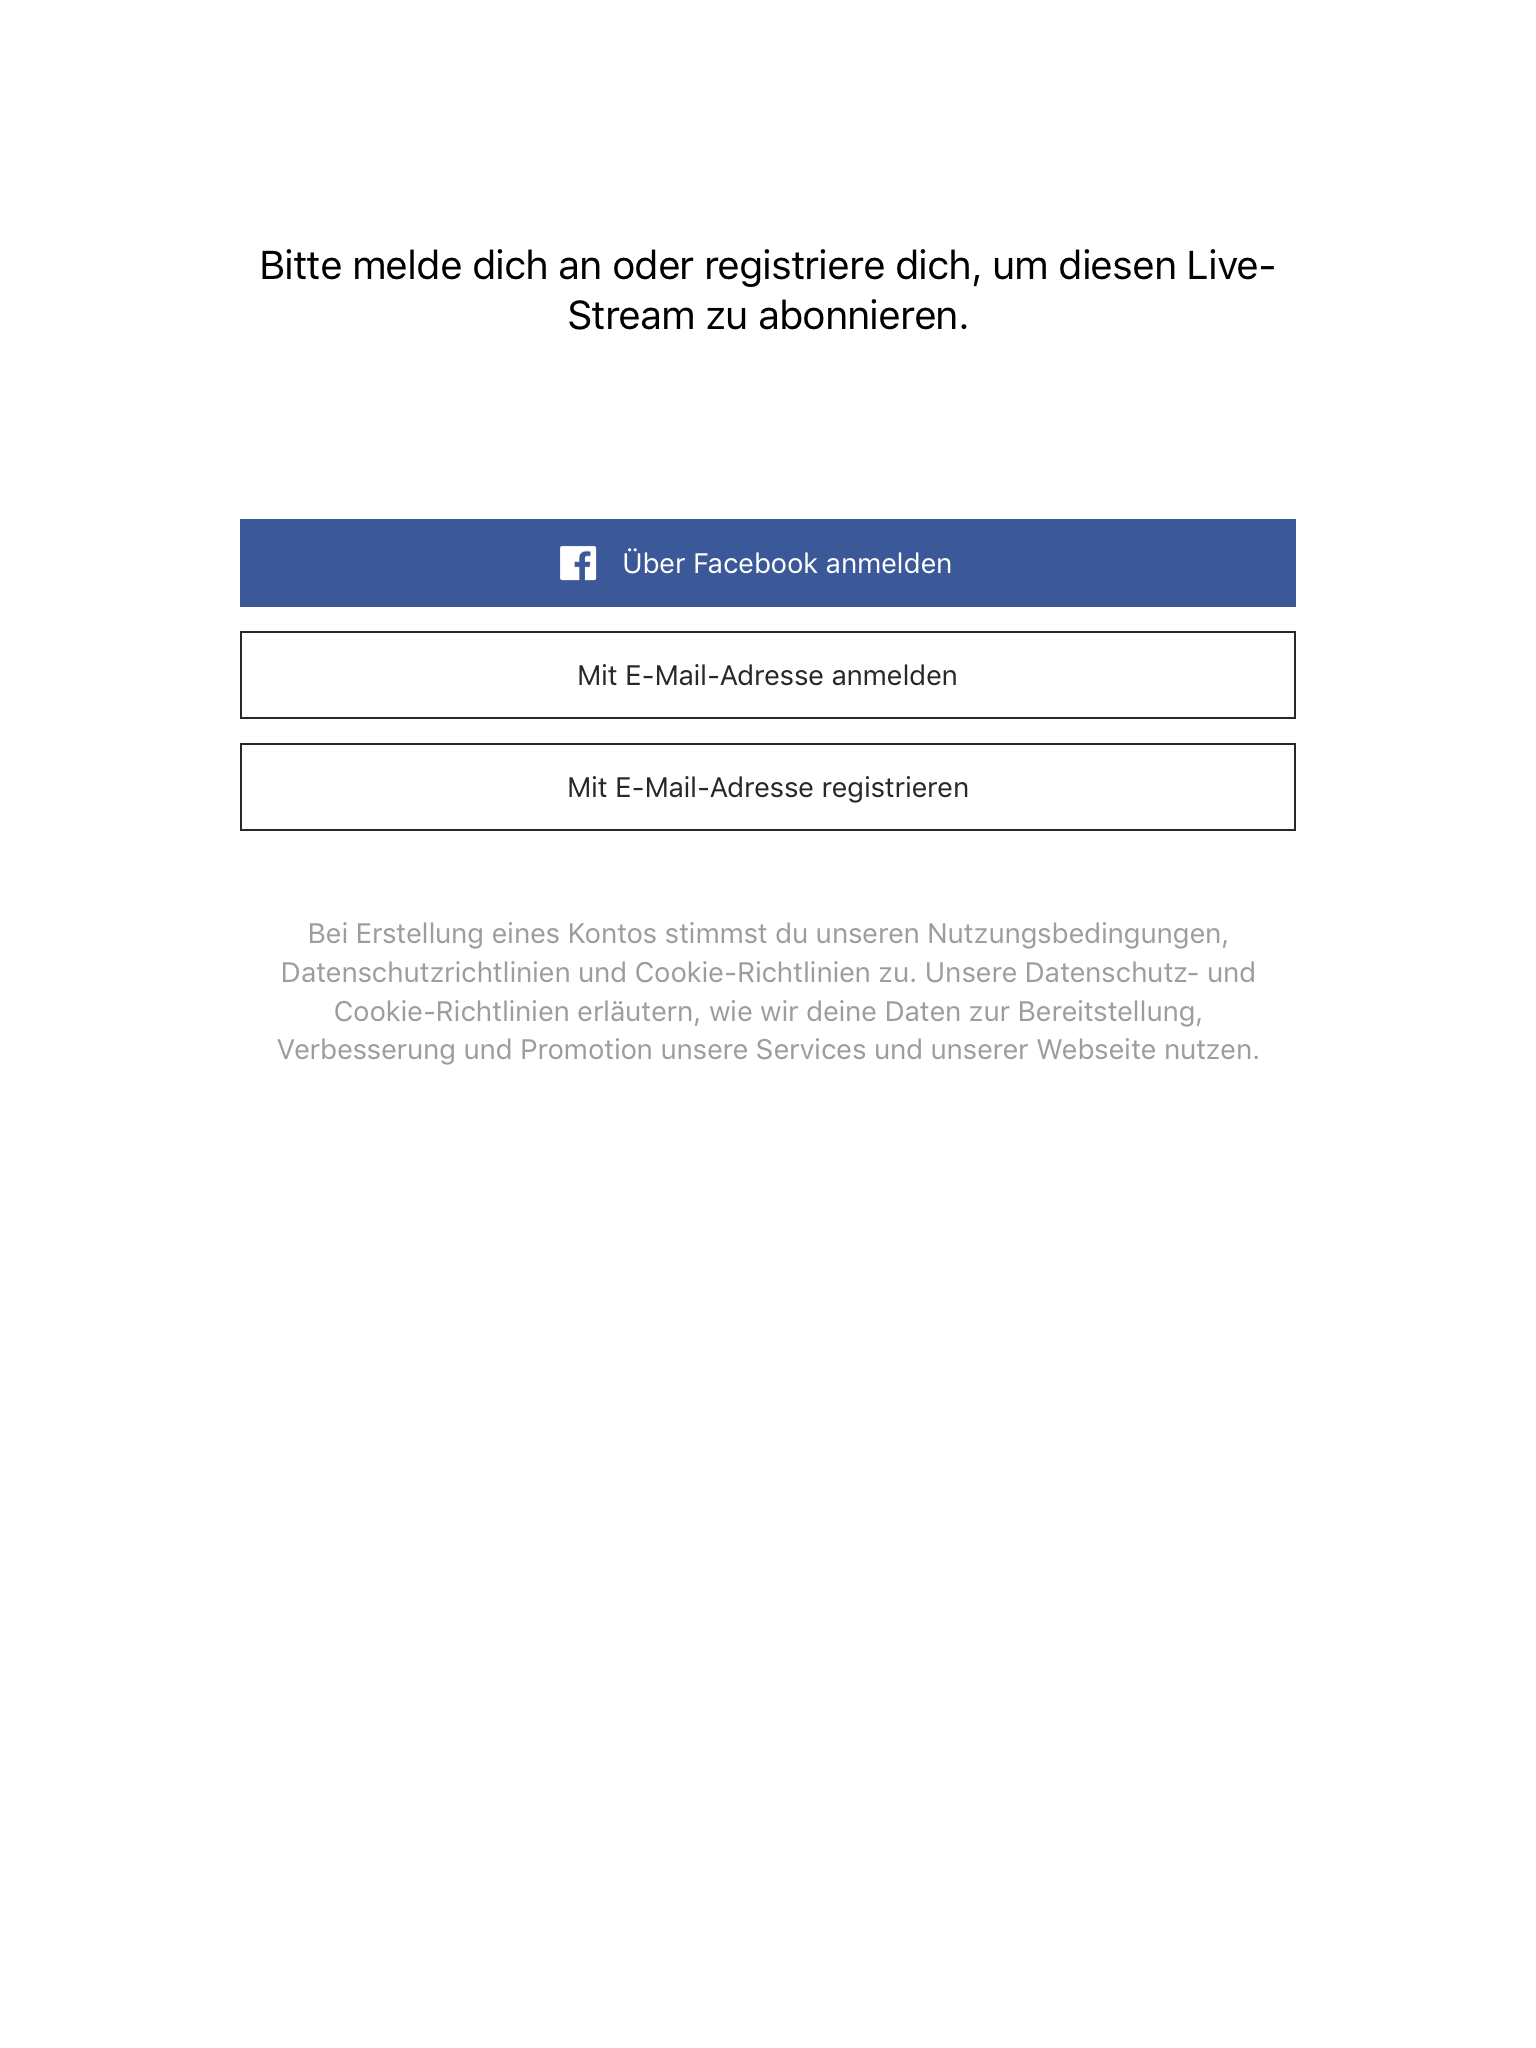 Bitte melde dich an oder registriere dich, um diesen Live-
Stream zu abonnieren.
Über Facebook anmelden
Mit E-Mail-Adresse anmelden
Mit E-Mail-Adresse registrieren
Bei Erstellung eines Kontos stimmst du unseren Nutzungsbedingungen,
Datenschutzrichtlinien und Cookie-Richtlinien zu. Unsere Datenschutz- und
Cookie-Richtlinien erläutern, wie wir deine Daten zur Bereitstellung,
Verbesserung und Promotion unsere Services und unserer Webseite nutzen.